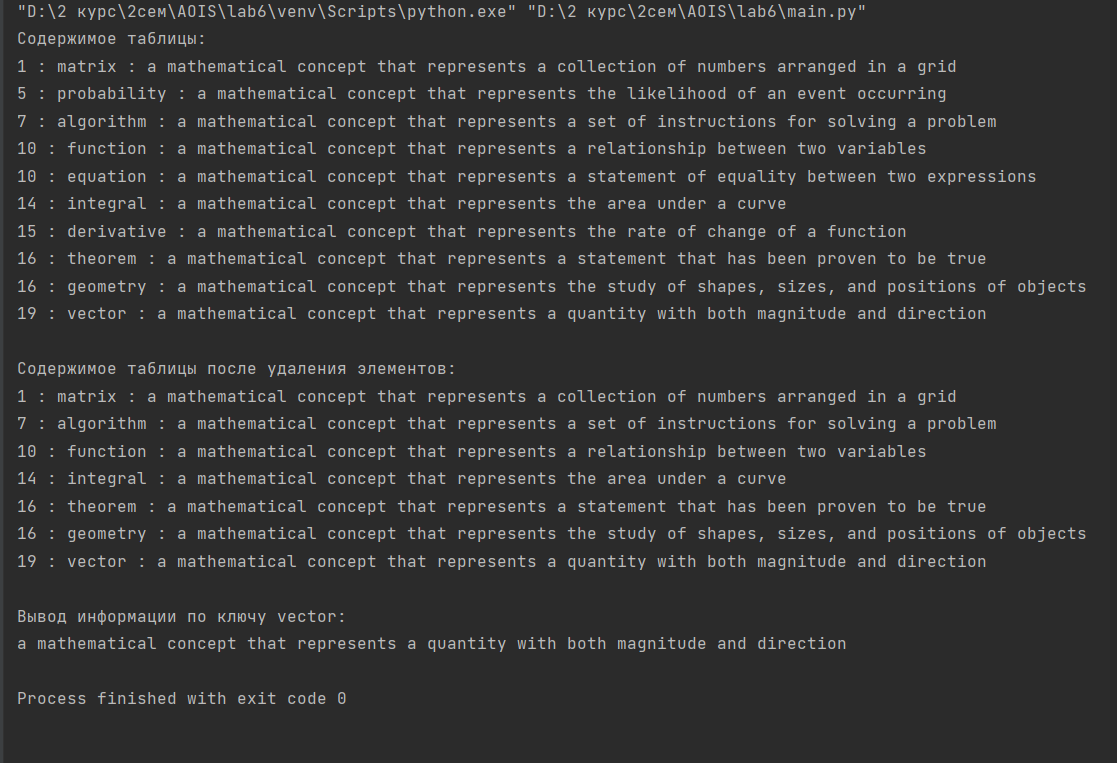 "D:\2 курс\2сем\AOIS\lab6\venv\Scripts\python.exe" "D:\2 курс\2сем\AOIS\lab6\main.py"
Содержимое таблицы:
1 : matrix : a mathematical concept that represents a collection of numbers arranged in a grid
5 : probability : a mathematical concept that represents the likelihood of an event occurring
7 : algorithm : a mathematical concept that represents a set of instructions for solving a problem
10 : function : a mathematical concept that represents a relationship between two variables
10 : equation : a mathematical concept that represents a statement of equality between two expressions
14 : integral : a mathematical concept that represents the area under a curve
15 : derivative : a mathematical concept that represents the rate of change of a function
16 : theorem : a mathematical concept that represents a statement that has been proven to be true
16 : geometry : a mathematical concept that represents the study of shapes, sizes, and positions of objects
19 : vector : a mathematical concept that represents a quantity with both magnitude and direction
Содержимое таблицы после удаления элементов:
1 : matrix : a mathematical concept that represents a collection of numbers arranged in a grid
7 : algorithm : a mathematical concept that represents a set of instructions for solving a problem
10 : function : a mathematical concept that represents a relationship between two variables
14 : integral : a mathematical concept that represents the area under a curve
16 : theorem : a mathematical concept that represents a statement that has been proven to be true
16 : geometry : a mathematical concept that represents the study of shapes, sizes, and positions of objects
19 : vector : a mathematical concept that represents a quantity with both magnitude and direction
Вывод информации по ключу vector:
a mathematical concept that represents a quantity with both magnitude and direction
Process finished with exit code 0